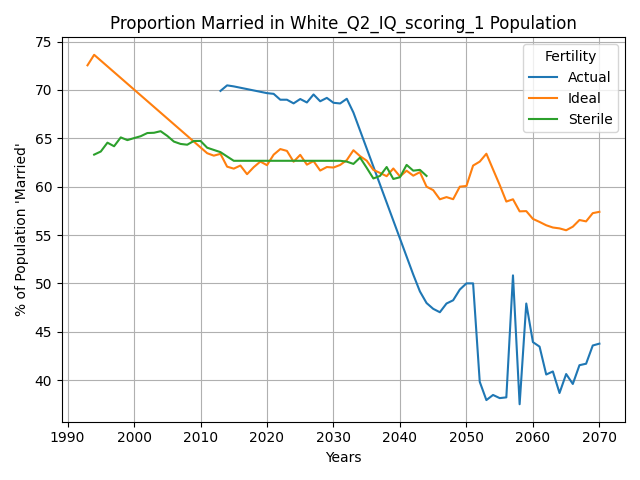 Proportion Married in White_Q2_IQ_scoring_1 Population
% of Population 'Married'
75
70
65
60
55
50
45
40
Fertility
Actual
Ideal
Sterile
1990 2000 2010 2020 2030 2040 2050 2060 2070
Years